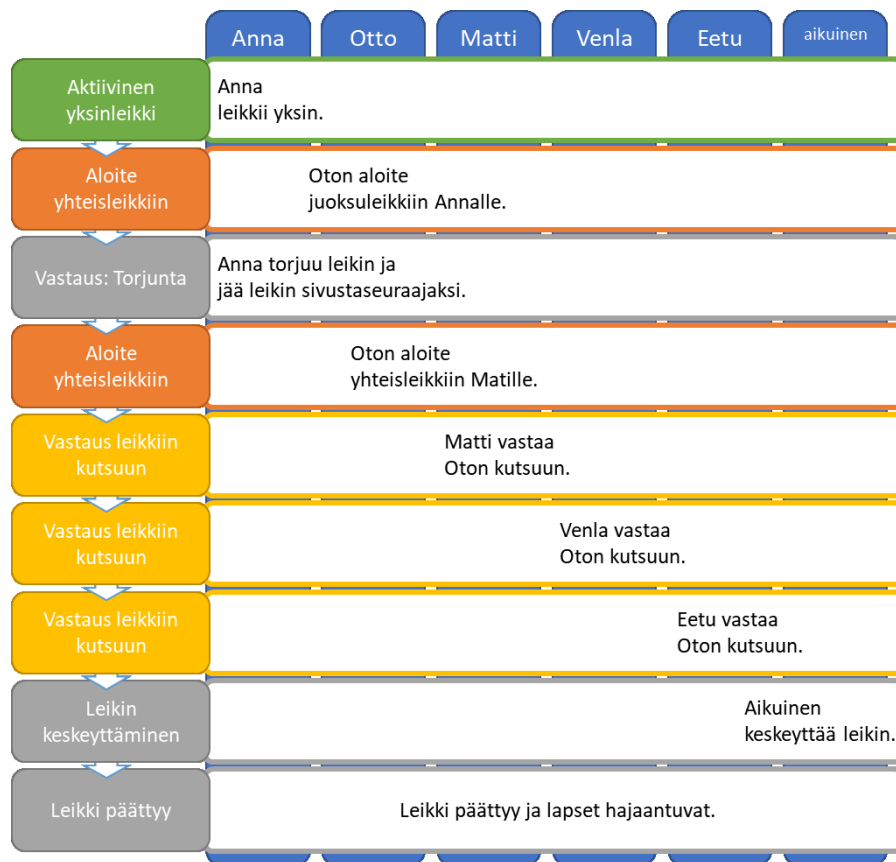 Anna Otto Matti Venla Eetu aikuinen
Aktiivinen
yksinleikki
Anna
leikkii yksin.
Aloite
yhteisleikkiin
Oton aloite
juoksuleikkiin Annalle.
Vastaus: Torjunta
Anna torjuu leikin ja
jää leikin sivustaseuraajaksi.
Aloite
yhteisleikkiin
Oton aloite
yhteisleikkiin Matille.
Vastaus leikkiin
kutsuun
Matti vastaa
Oton kutsuun.
Vastaus leikkiin
kutsuun
Venla vastaa
Oton kutsuun.
Vastaus leikkiin
kutsuun
Eetu vastaa
Oton kutsuun.
Leikin
keskeyttäminen
Aikuinen
keskeyttää leikin.
Leikki päättyy
Leikki päättyy ja lapset hajaantuvat.